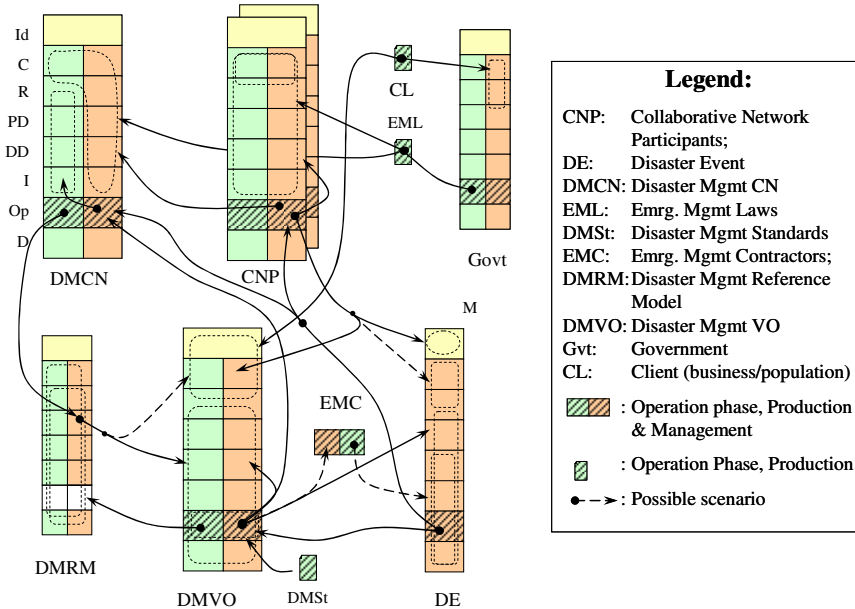 Id
C
R
PD
DD
I
Op
D
DMCN
CNP
CL
EML
Govt
M
DMRM
DMVO
EMC
DMSt
DE
Legend:
CNP: Collaborative Network
Participants;
DE: Disaster Event
DMCN: Disaster Mgmt CN
EML: Emrg. Mgmt Laws
DMSt: Disaster Mgmt Standards
EMC: Emrg. Mgmt Contractors;
DMRM: Disaster Mgmt Reference
Model
DMVO: Disaster Mgmt VO
Gvt: Government
CL: Client (business/population)
: Operation phase, Production
& Management
: Operation Phase, Production
: Possible scenario